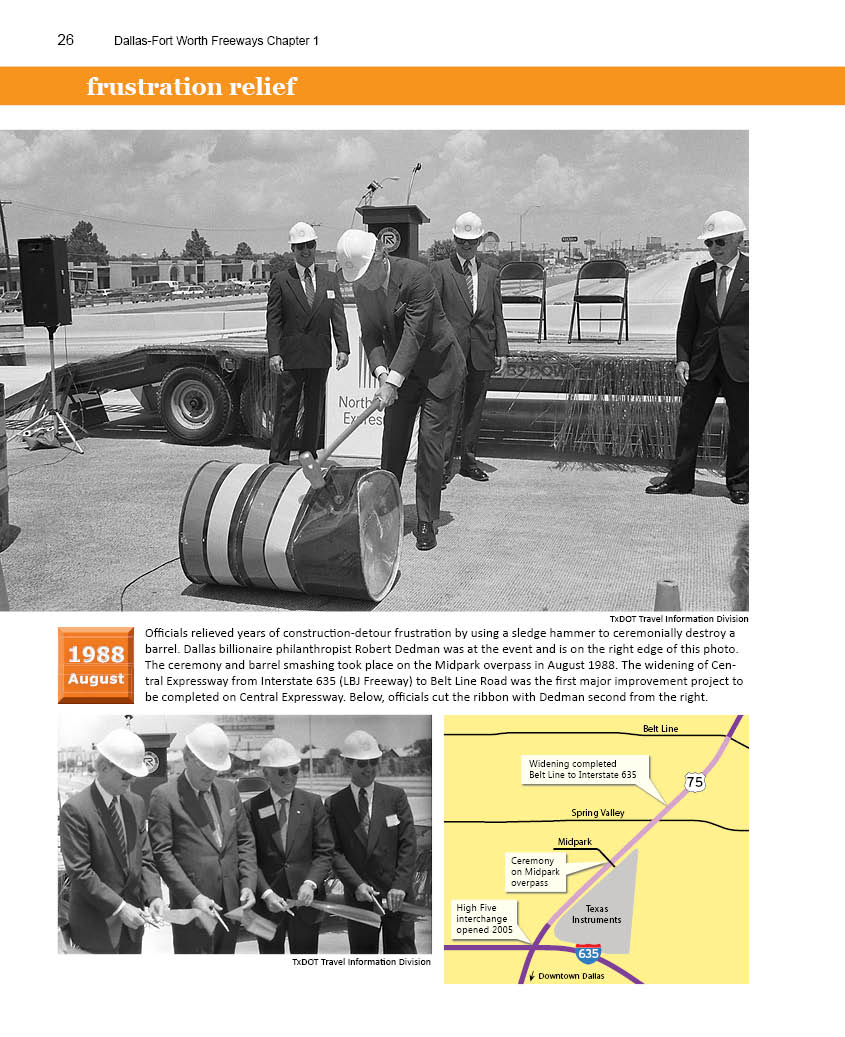 26 Dallas-Fort Worth Freeways Chapter 1
frustration relief
R
North
Expres
TxDOT Travel Information Division
1988
August
Officials relieved years of construction-detour frustration by using a sledge hammer to ceremonially destroy a
barrel. Dallas billionaire philanthropist Robert Dedman was at the event and is on the right edge of this photo.
The ceremony and barrel smashing took place on the Midpark overpass in August 1988. The widening of Cen-
tral Expressway from Interstate 635 (LBJ Freeway) to Belt Line Road was the first major improvement project to
be completed on Central Expressway. Below, officials cut the ribbon with Dedman second from the right.
R
TxDOT Travel Information Division
Belt Line
Widening completed
Belt Line to Interstate 635
75
Spring Valley
Midpark
Ceremony
on Midpark
overpass
High Five
interchange
opened 2005
Texas
Instruments
635
Downtown Dallas